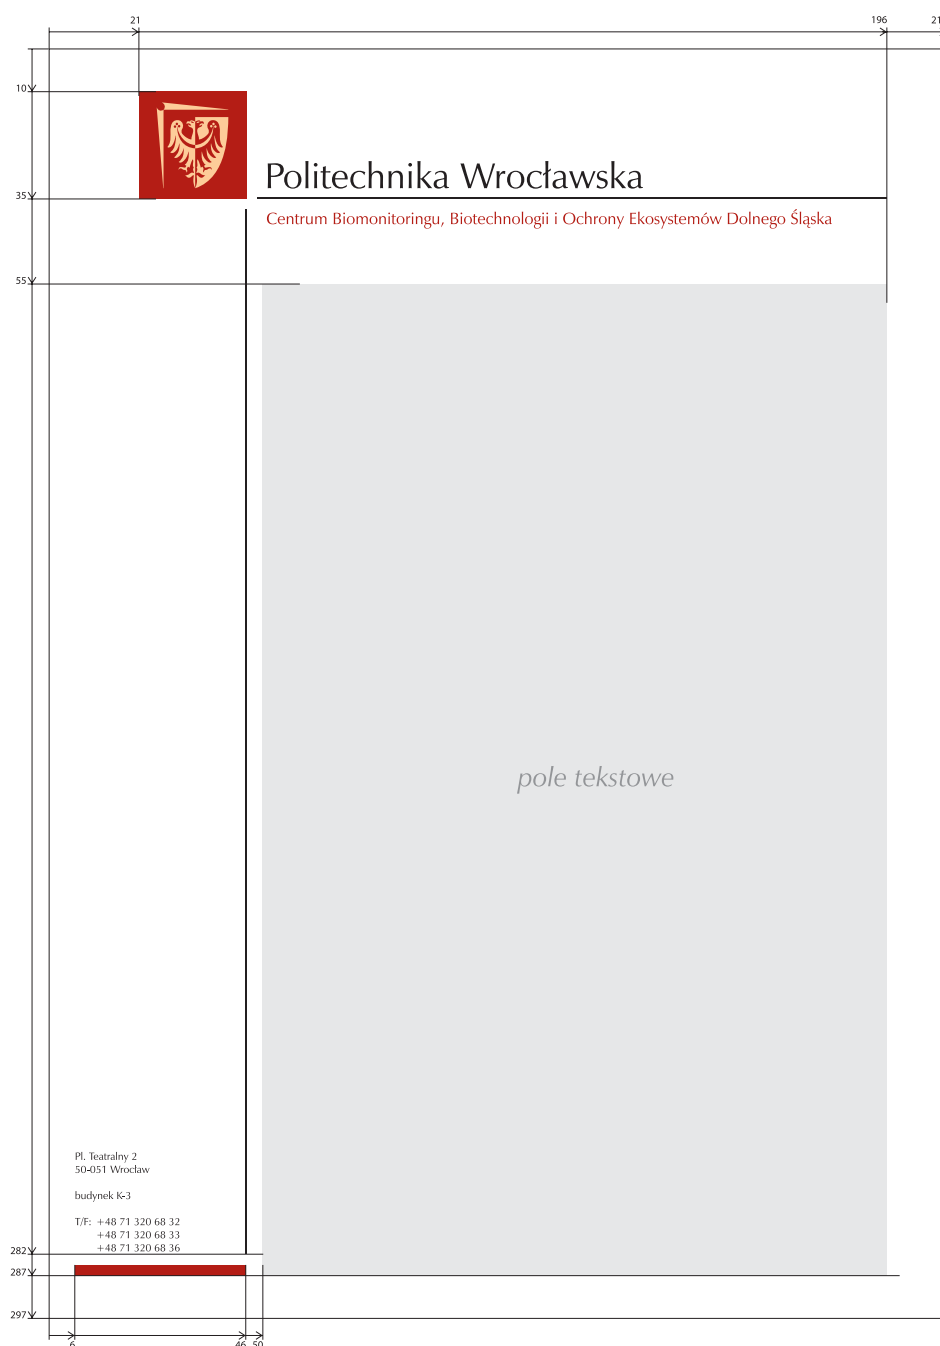 21
196
21
10
Politechnika Wrocławska
35
Centrum Biomonitoringu, Biotechnologii i Ochrony Ekosystemów Dolnego Śląska
55
pole tekstowe
Pl. Teatralny 2
50-051 Wrocław
budynek K-3
T/F: +48 71 320 68 32
+48 71 320 68 33
+48 71 320 68 36
282
287
297
6
46
50